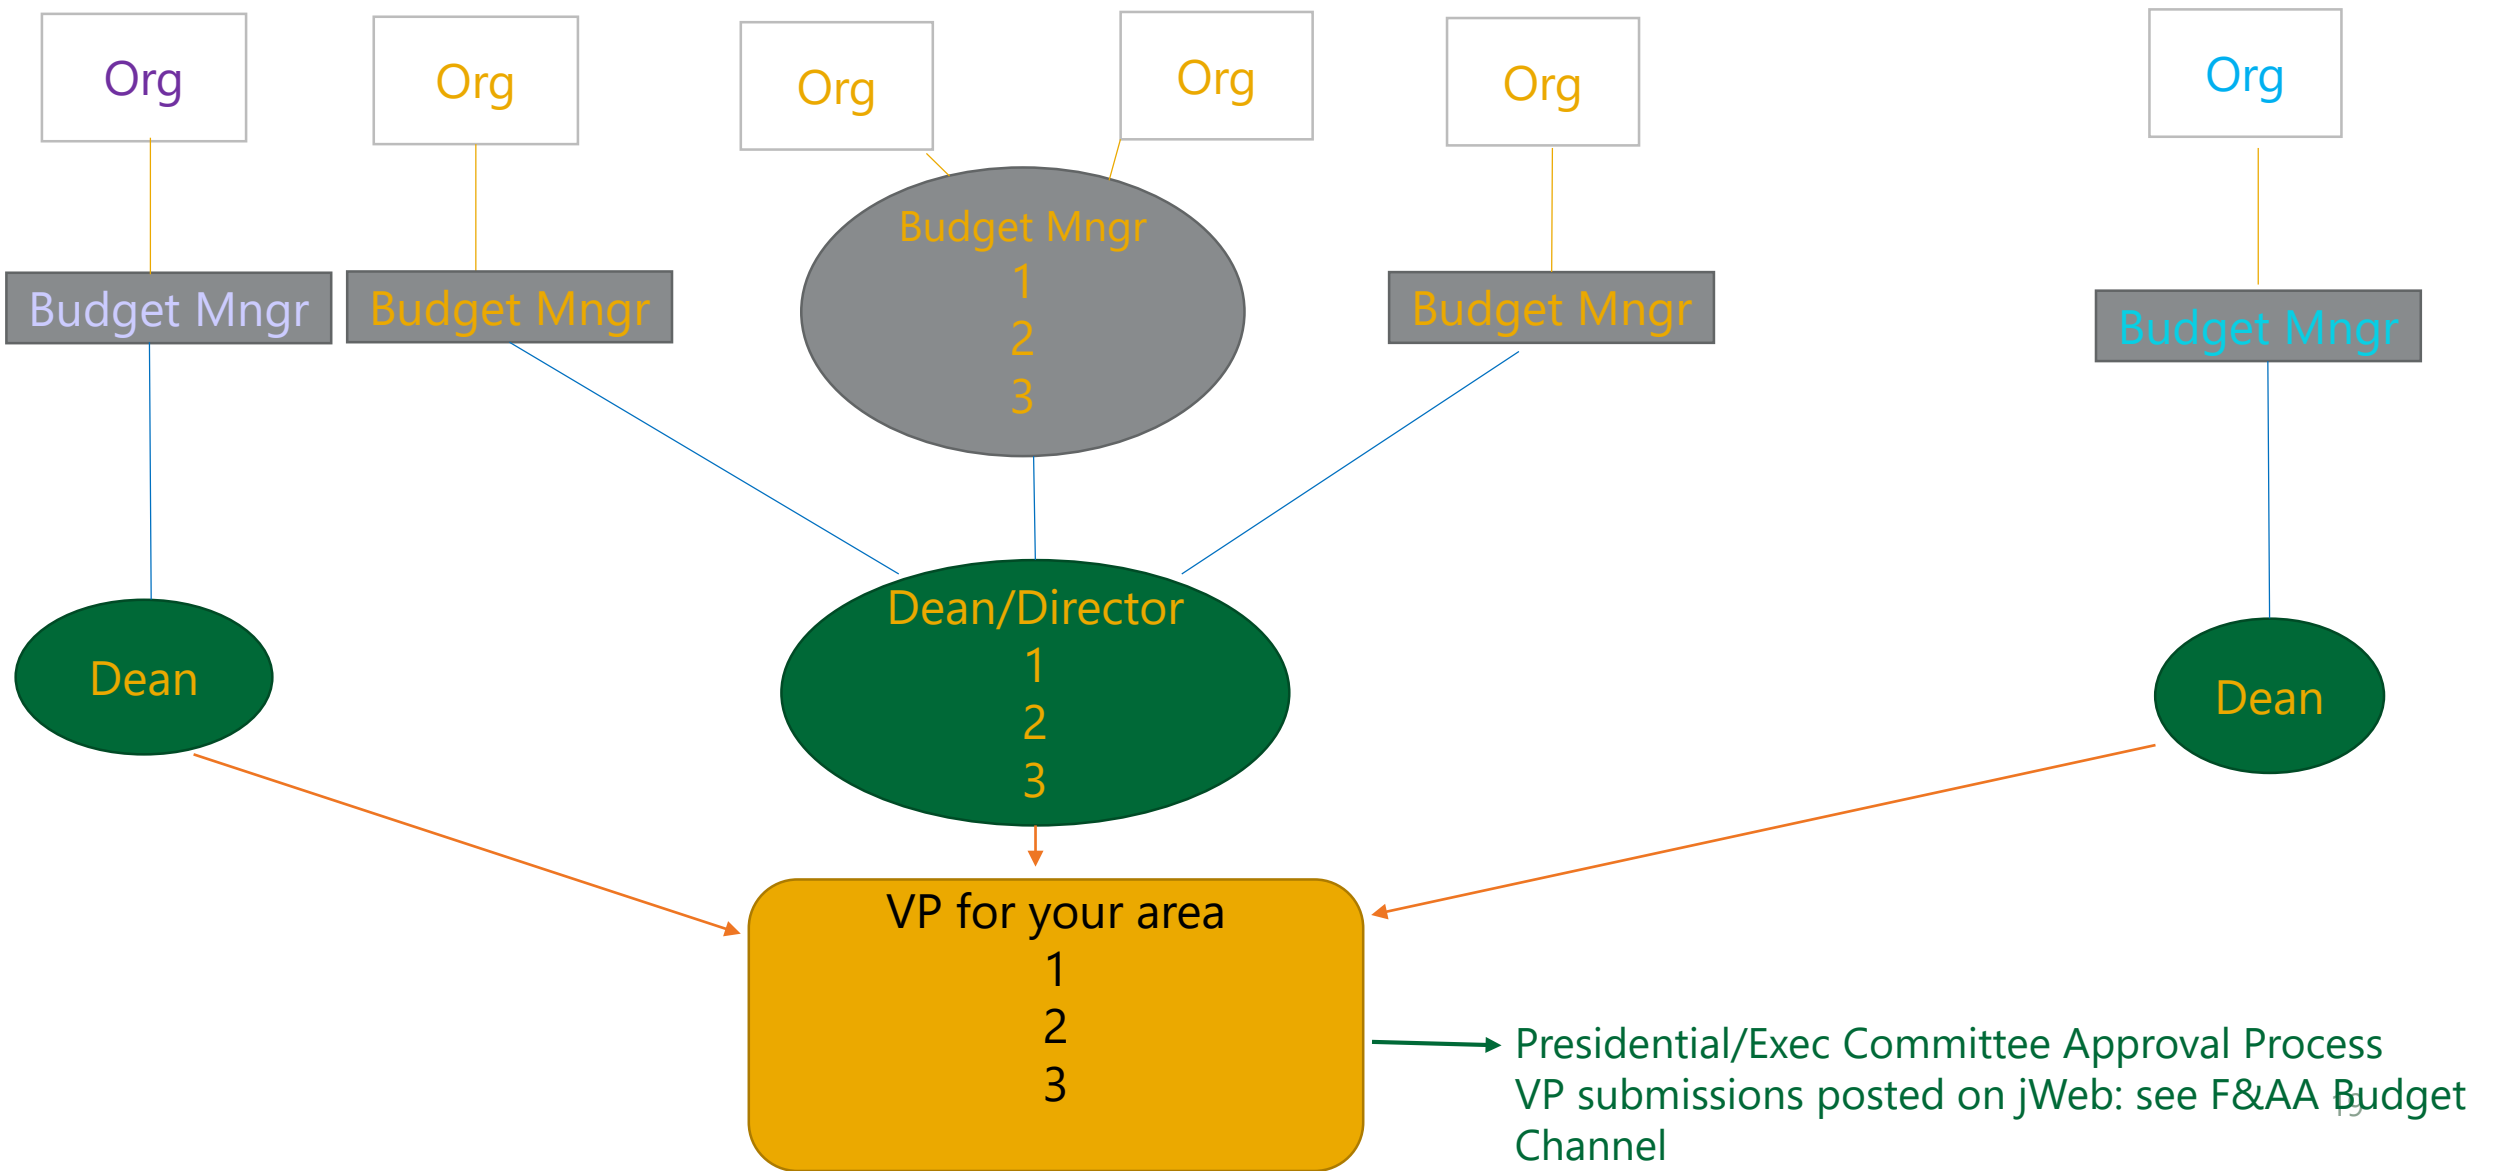 Org
Org
Org
Org
Org
Org
Budget Mngr
Budget Mngr
Budget Mngr
1
2
3
Budget Mngr
Budget Mngr
Dean
Dean/Director
1
2
3
Dean
VP for your area
1
2
3
Presidential/Exec Committee Approval Process
VP submissions posted on jWeb: see F&AA Budget
Channel